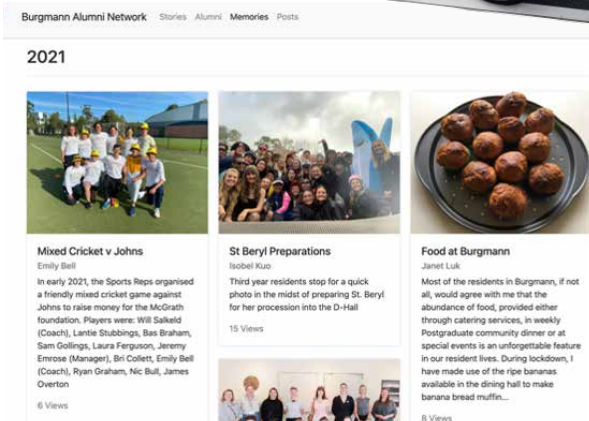 Burgmann Alumni Network Stories Alumni Memories Posts
2021
Mixed Cricket v Johns
Emily Bell
In early 2021, the Sports Reps organised
a friendly mixed cricket game against
Johns to raise money for the McGrath
foundation. Players were: Will Salkeld
(Coach), Lantie Stubbings, Bas Braham,
Sam Gollings, Laura Ferguson, Jeremy
Emrose (Manager), Bri Collett, Emily Bell
(Coach), Ryan Graham, Nic Bull, James
Overton
6 Views
St Beryl Preparations
Isobel Kuo
Third year residents stop for a quick
photo in the midst of preparing St. Beryl
for her procession into the D-Hall
15 Views
Food at Burgmann
Janet Luk
Most of the residents in Burgmann, if not
all, would agree with me that the
abundance of food, provided either
through catering services, in weekly
Postgraduate community dinner or at
special events is an unforgettable feature
in our resident lives. During lockdown, I
have made use of the ripe bananas
available in the dining hall to make
banana bread muffin...
8 Views